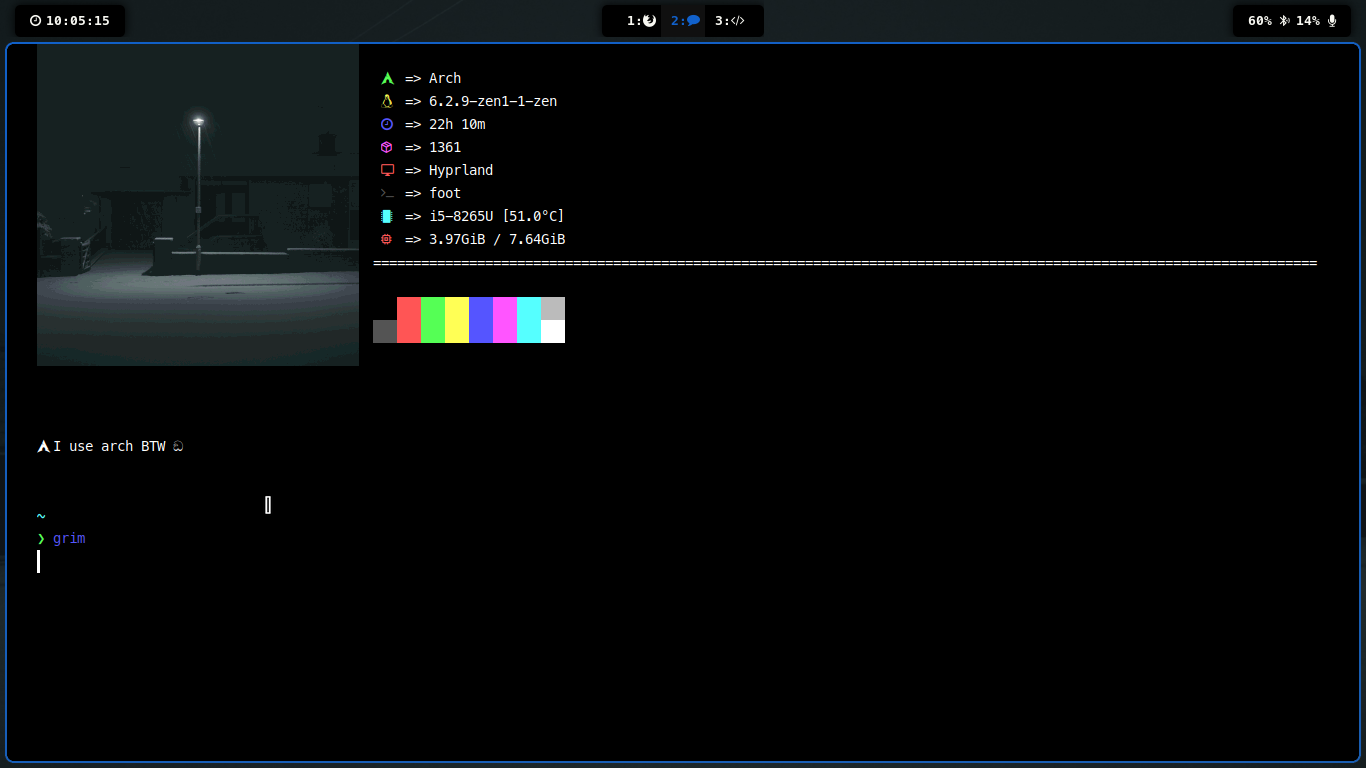 10:05:15
1: 2: 3:</>
60% 14%
=> Arch
=> 6.2.9-zen1-1-zen
=> 22h 10m
=> 1361
=> Hyprland
>_ => foot
=> i5-8265U [51.0°C]
=> 3.97GiB / 7.64GiB
======================================================================================================================
I use arch BTW
~
❯ grim